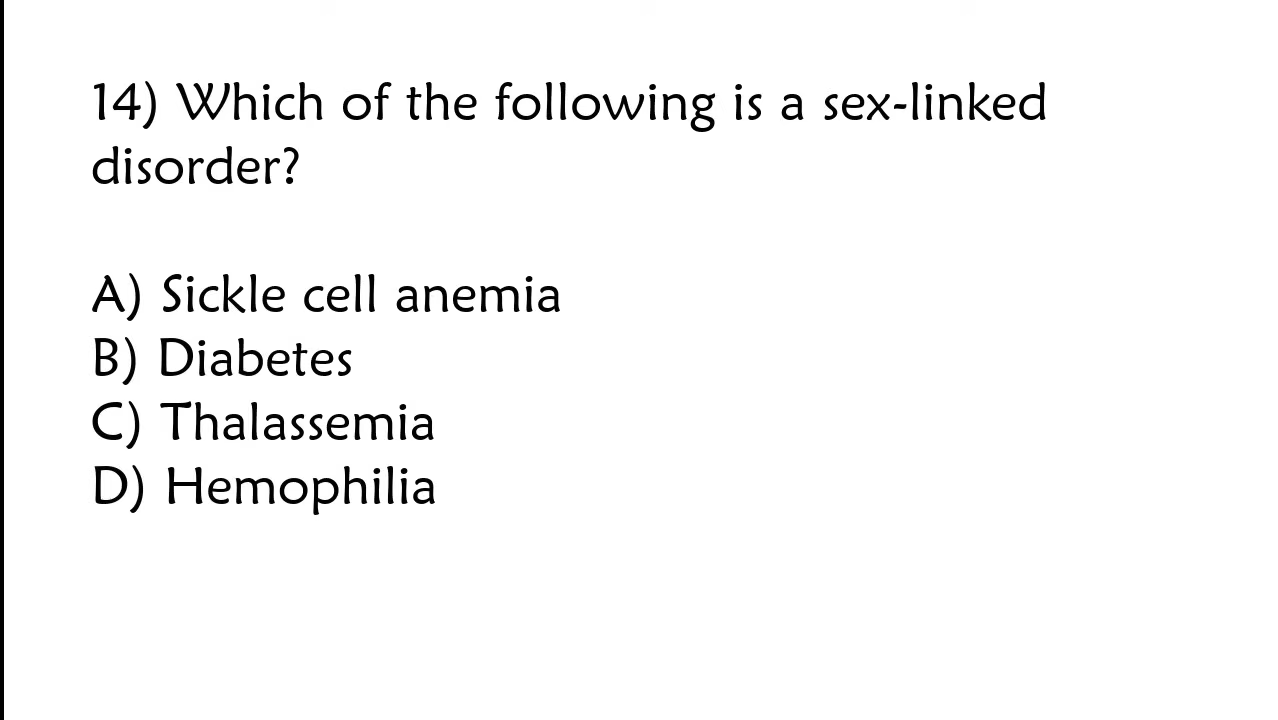 14) Which of the following is a sex-linked
disorder?
A) Sickle cell anemia
B) Diabetes
C) Thalassemia
D) Hemophilia